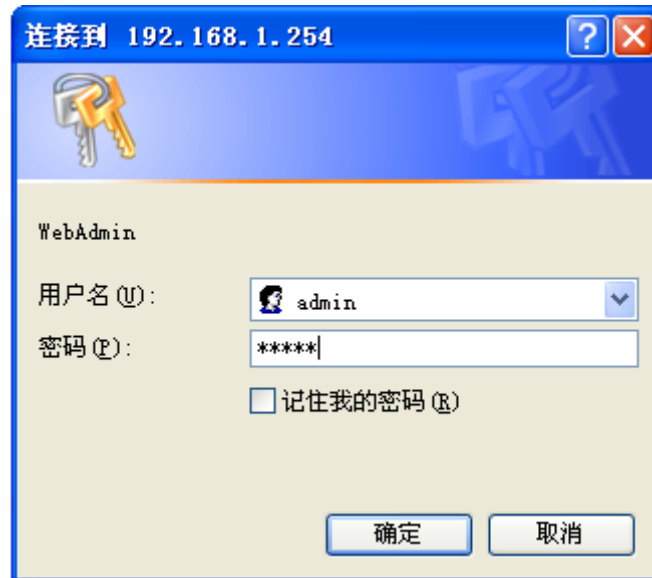 连接到 192.168.1.254
WebAdmin
用户名(U):
admin
密码(P):
*****
记住我的密码(R)
确定
取消